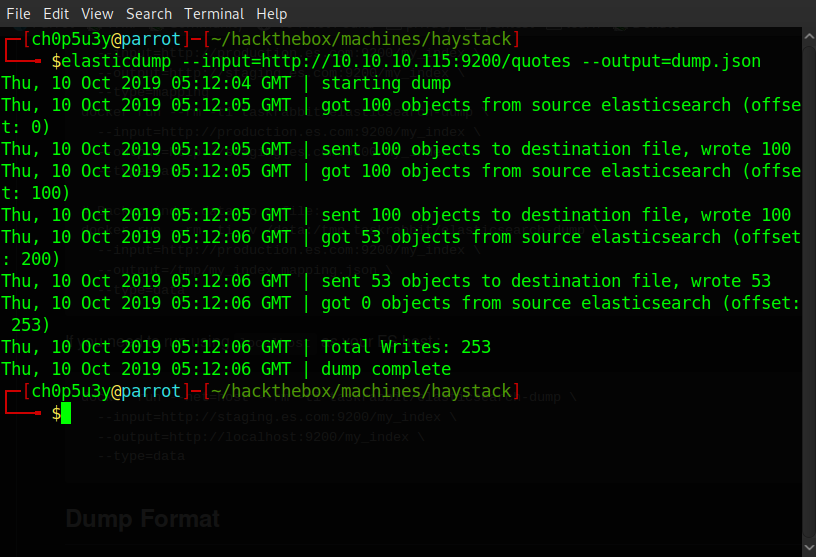 File Edit View Search Terminal Help
┌─[ch0p5u3y@parrot]─[~/hackthebox/machines/haystack]
└──╼ $elasticdump --input=http://10.10.10.115:9200/quotes --output=dump.json
Thu, 10 Oct 2019 05:12:04 GMT | starting dump
Thu, 10 Oct 2019 05:12:05 GMT | got 100 objects from source elasticsearch (offse
t: 0)
Thu, 10 Oct 2019 05:12:05 GMT | sent 100 objects to destination file, wrote 100
Thu, 10 Oct 2019 05:12:05 GMT | got 100 objects from source elasticsearch (offse
t: 100)
Thu, 10 Oct 2019 05:12:05 GMT | sent 100 objects to destination file, wrote 100
Thu, 10 Oct 2019 05:12:06 GMT | got 53 objects from source elasticsearch (offset
: 200)
Thu, 10 Oct 2019 05:12:06 GMT | sent 53 objects to destination file, wrote 53
Thu, 10 Oct 2019 05:12:06 GMT | got 0 objects from source elasticsearch (offset:
 253)
Thu, 10 Oct 2019 05:12:06 GMT | Total Writes: 253
Thu, 10 Oct 2019 05:12:06 GMT | dump complete
┌─[ch0p5u3y@parrot]─[~/hackthebox/machines/haystack]
└──╼ $
--input=http://production.es.com:9200/my_index \
--input=http://staging.es.com:9200/my_index \
--output=http://localhost:9200/my_index \
--type=data
Dump Format